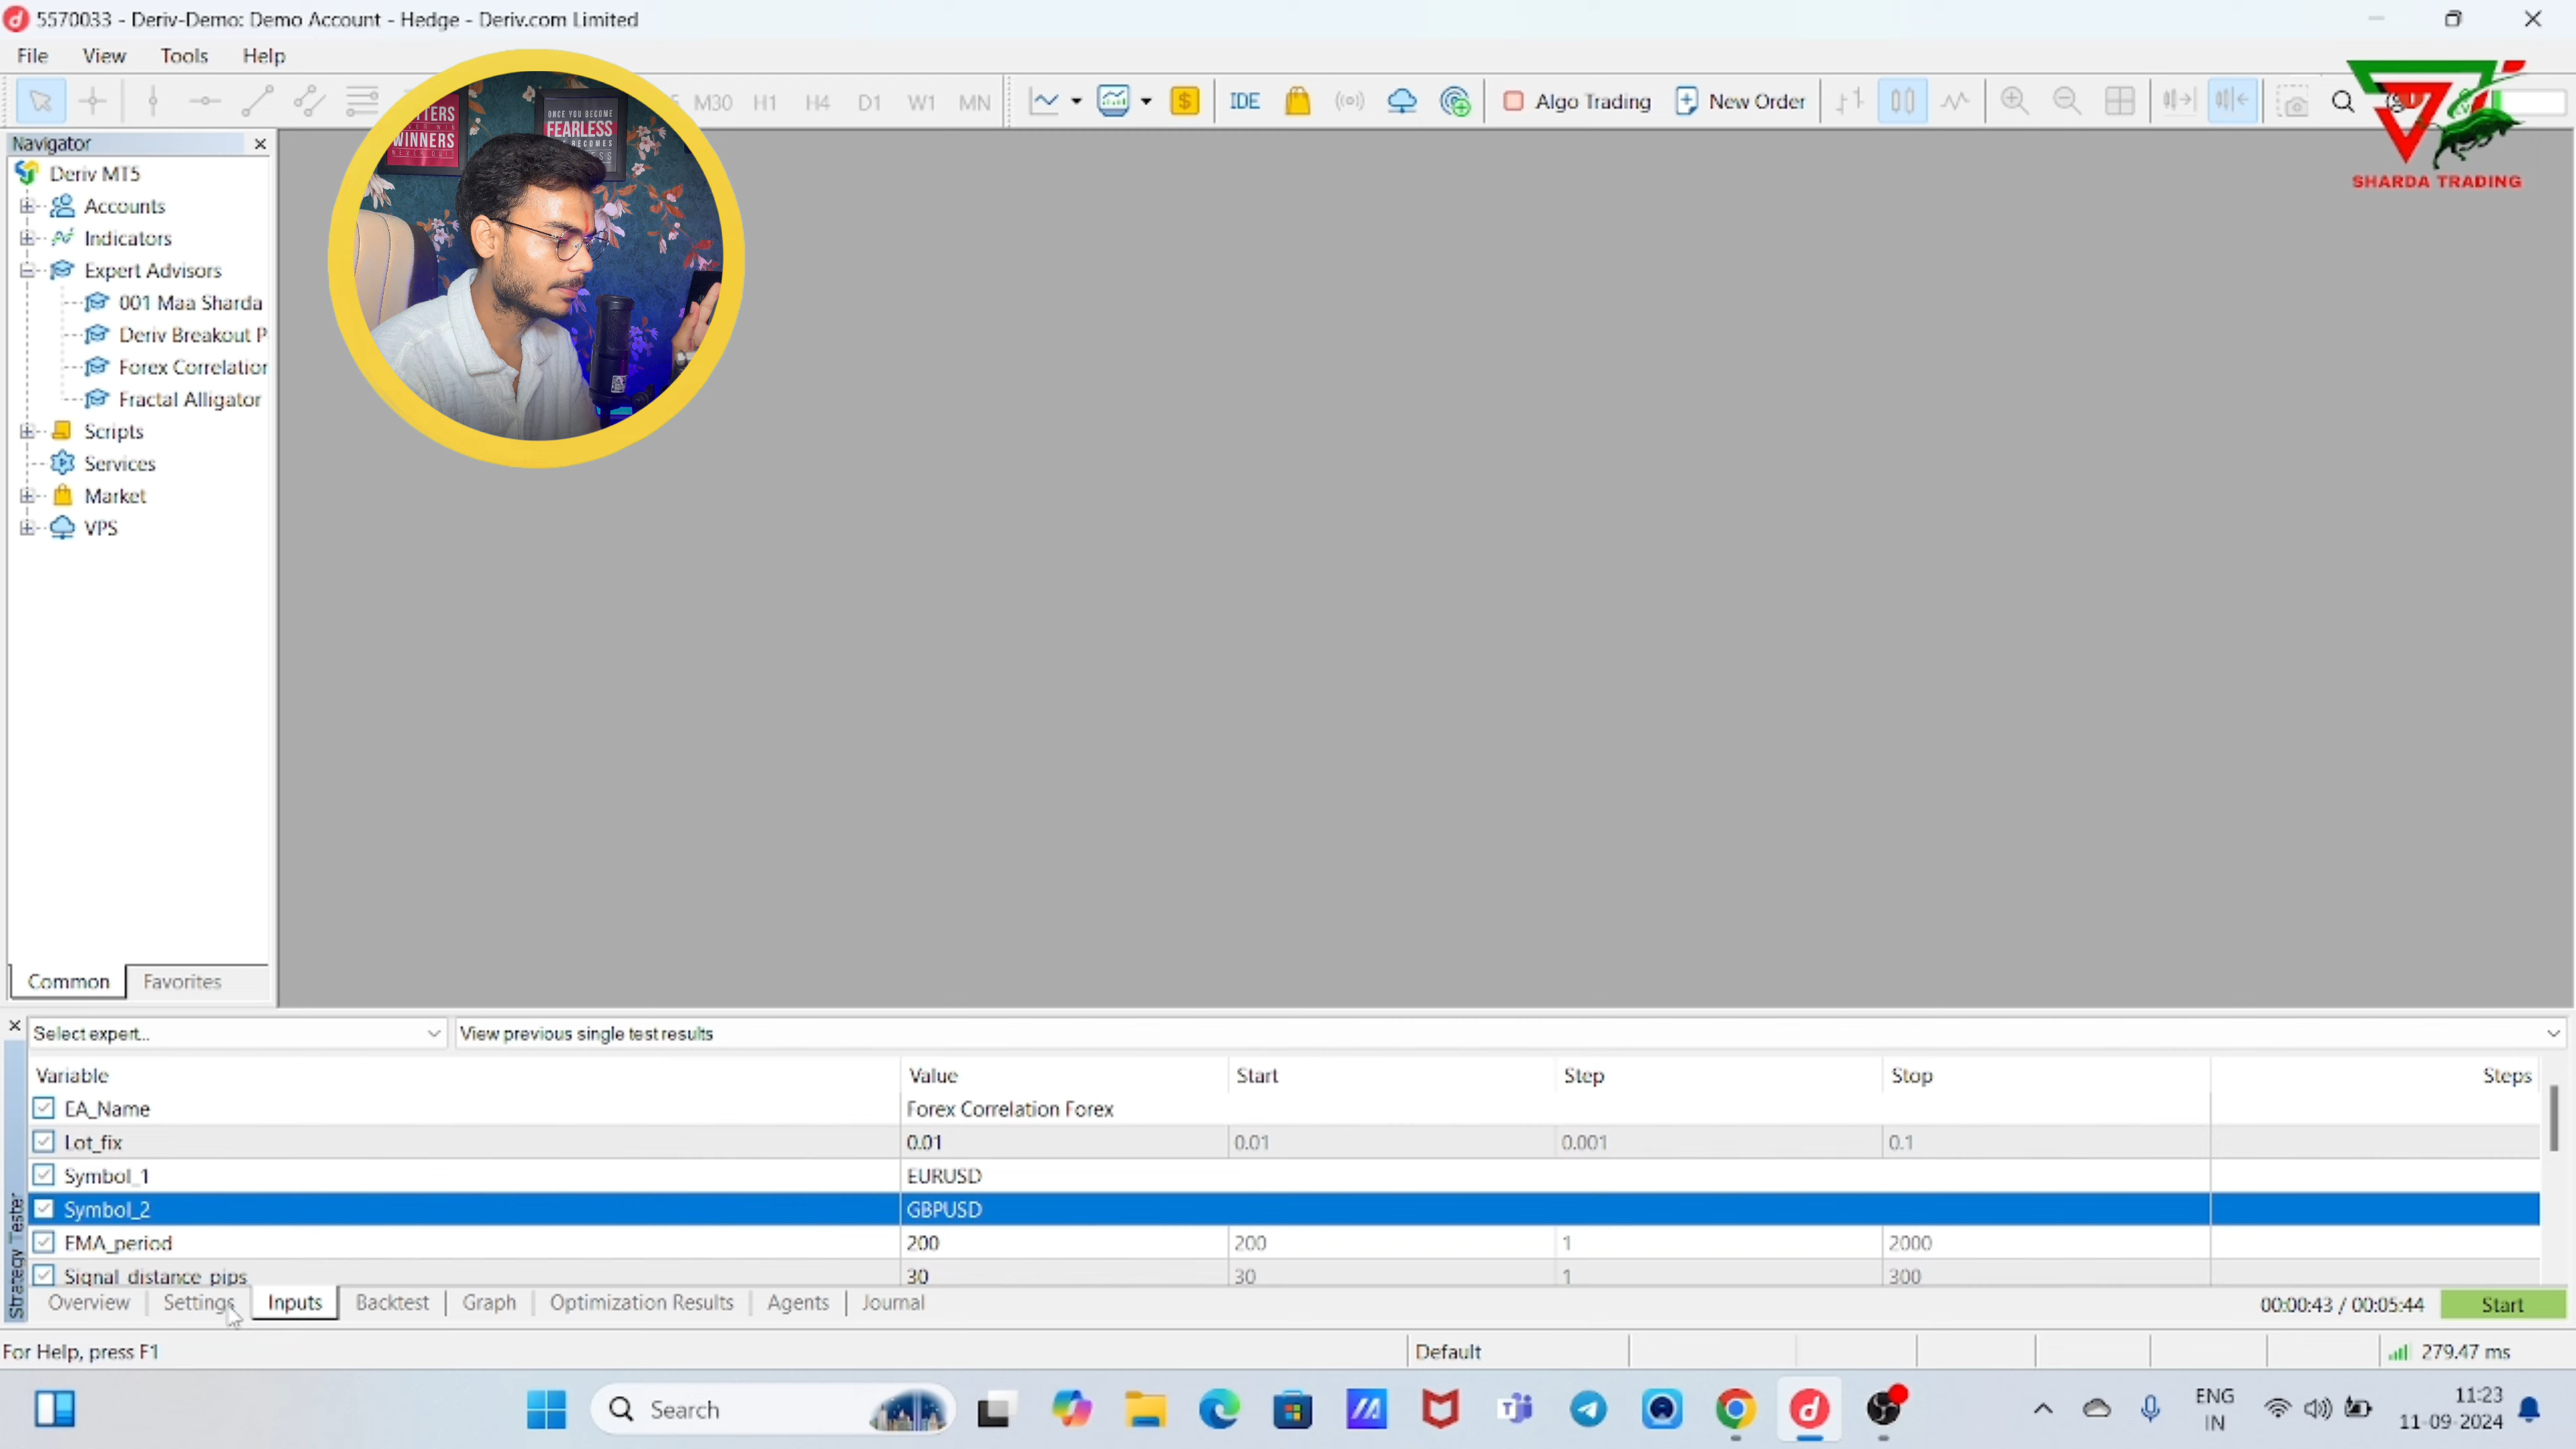 5570033 - Deriv-Demo: Demo Account - Hedge - Deriv.com Limited
File View Tools Help
M30 H1 H4 D1 W1 MN IDE Algo Trading New Order
SHARDA TRADING
Navigator
Deriv MT5
Accounts
Indicators
Expert Advisors
001 Maa Sharda
Deriv Breakout P
Forex Correlation
Fractal Alligator
Scripts
Services
Market
VPS
WINNERS
ONCE YOU BECOME
FEARLESS
Common Favorites
Select expert... View previous single test results
Variable Value Start Step Stop Steps
EA_Name Forex Correlation Forex
Lot_fix 0.01 0.01 0.001 0.1
Symbol_1 EURUSD
Symbol_2 GBPUSD
EMA_period 200 200 1 2000
Signal_distance_pips 30 30 1 300
Strategy Tester
Overview Settings Inputs Backtest Graph Optimization Results Agents Journal 00:00:43 / 00:05:44 Start
For Help, press F1 Default 279.47 ms
Search ENG 11:23
IN 11-09-2024